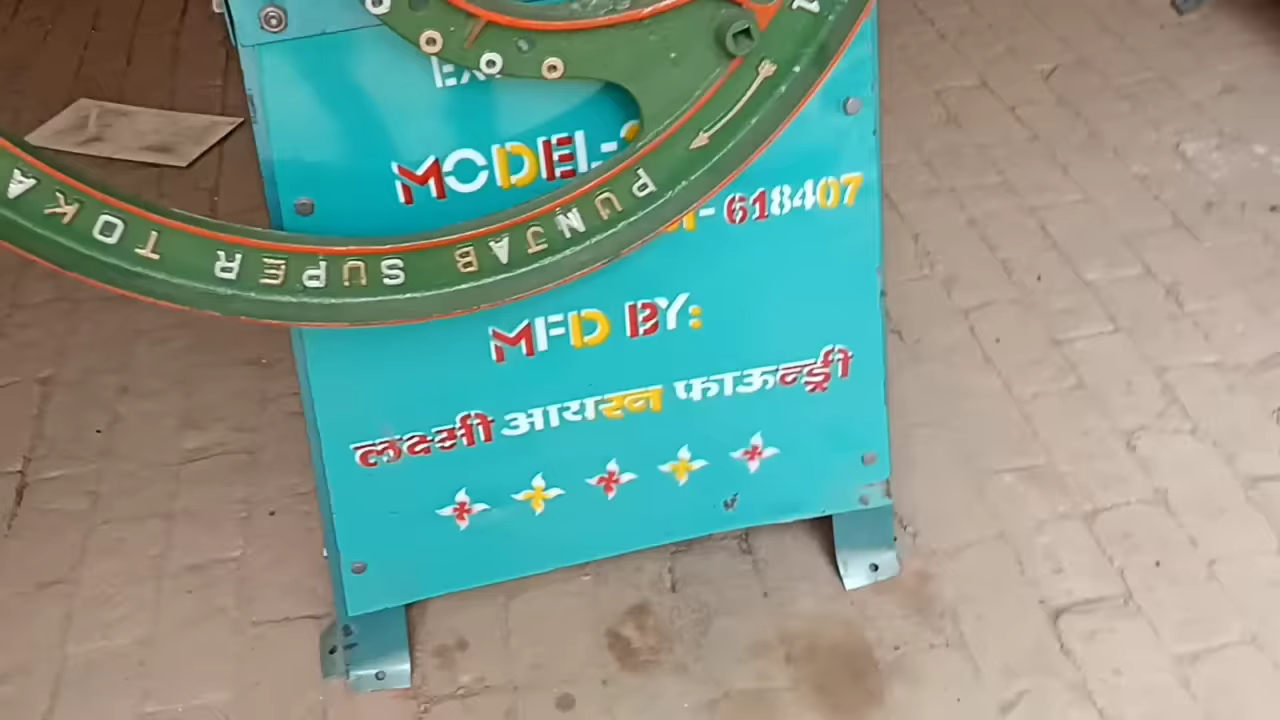 MODEL-
- 618407
PUNJAB SUPER TOKA
MFD BY:
लक्ष्मी आयरन फाऊन्ड्री